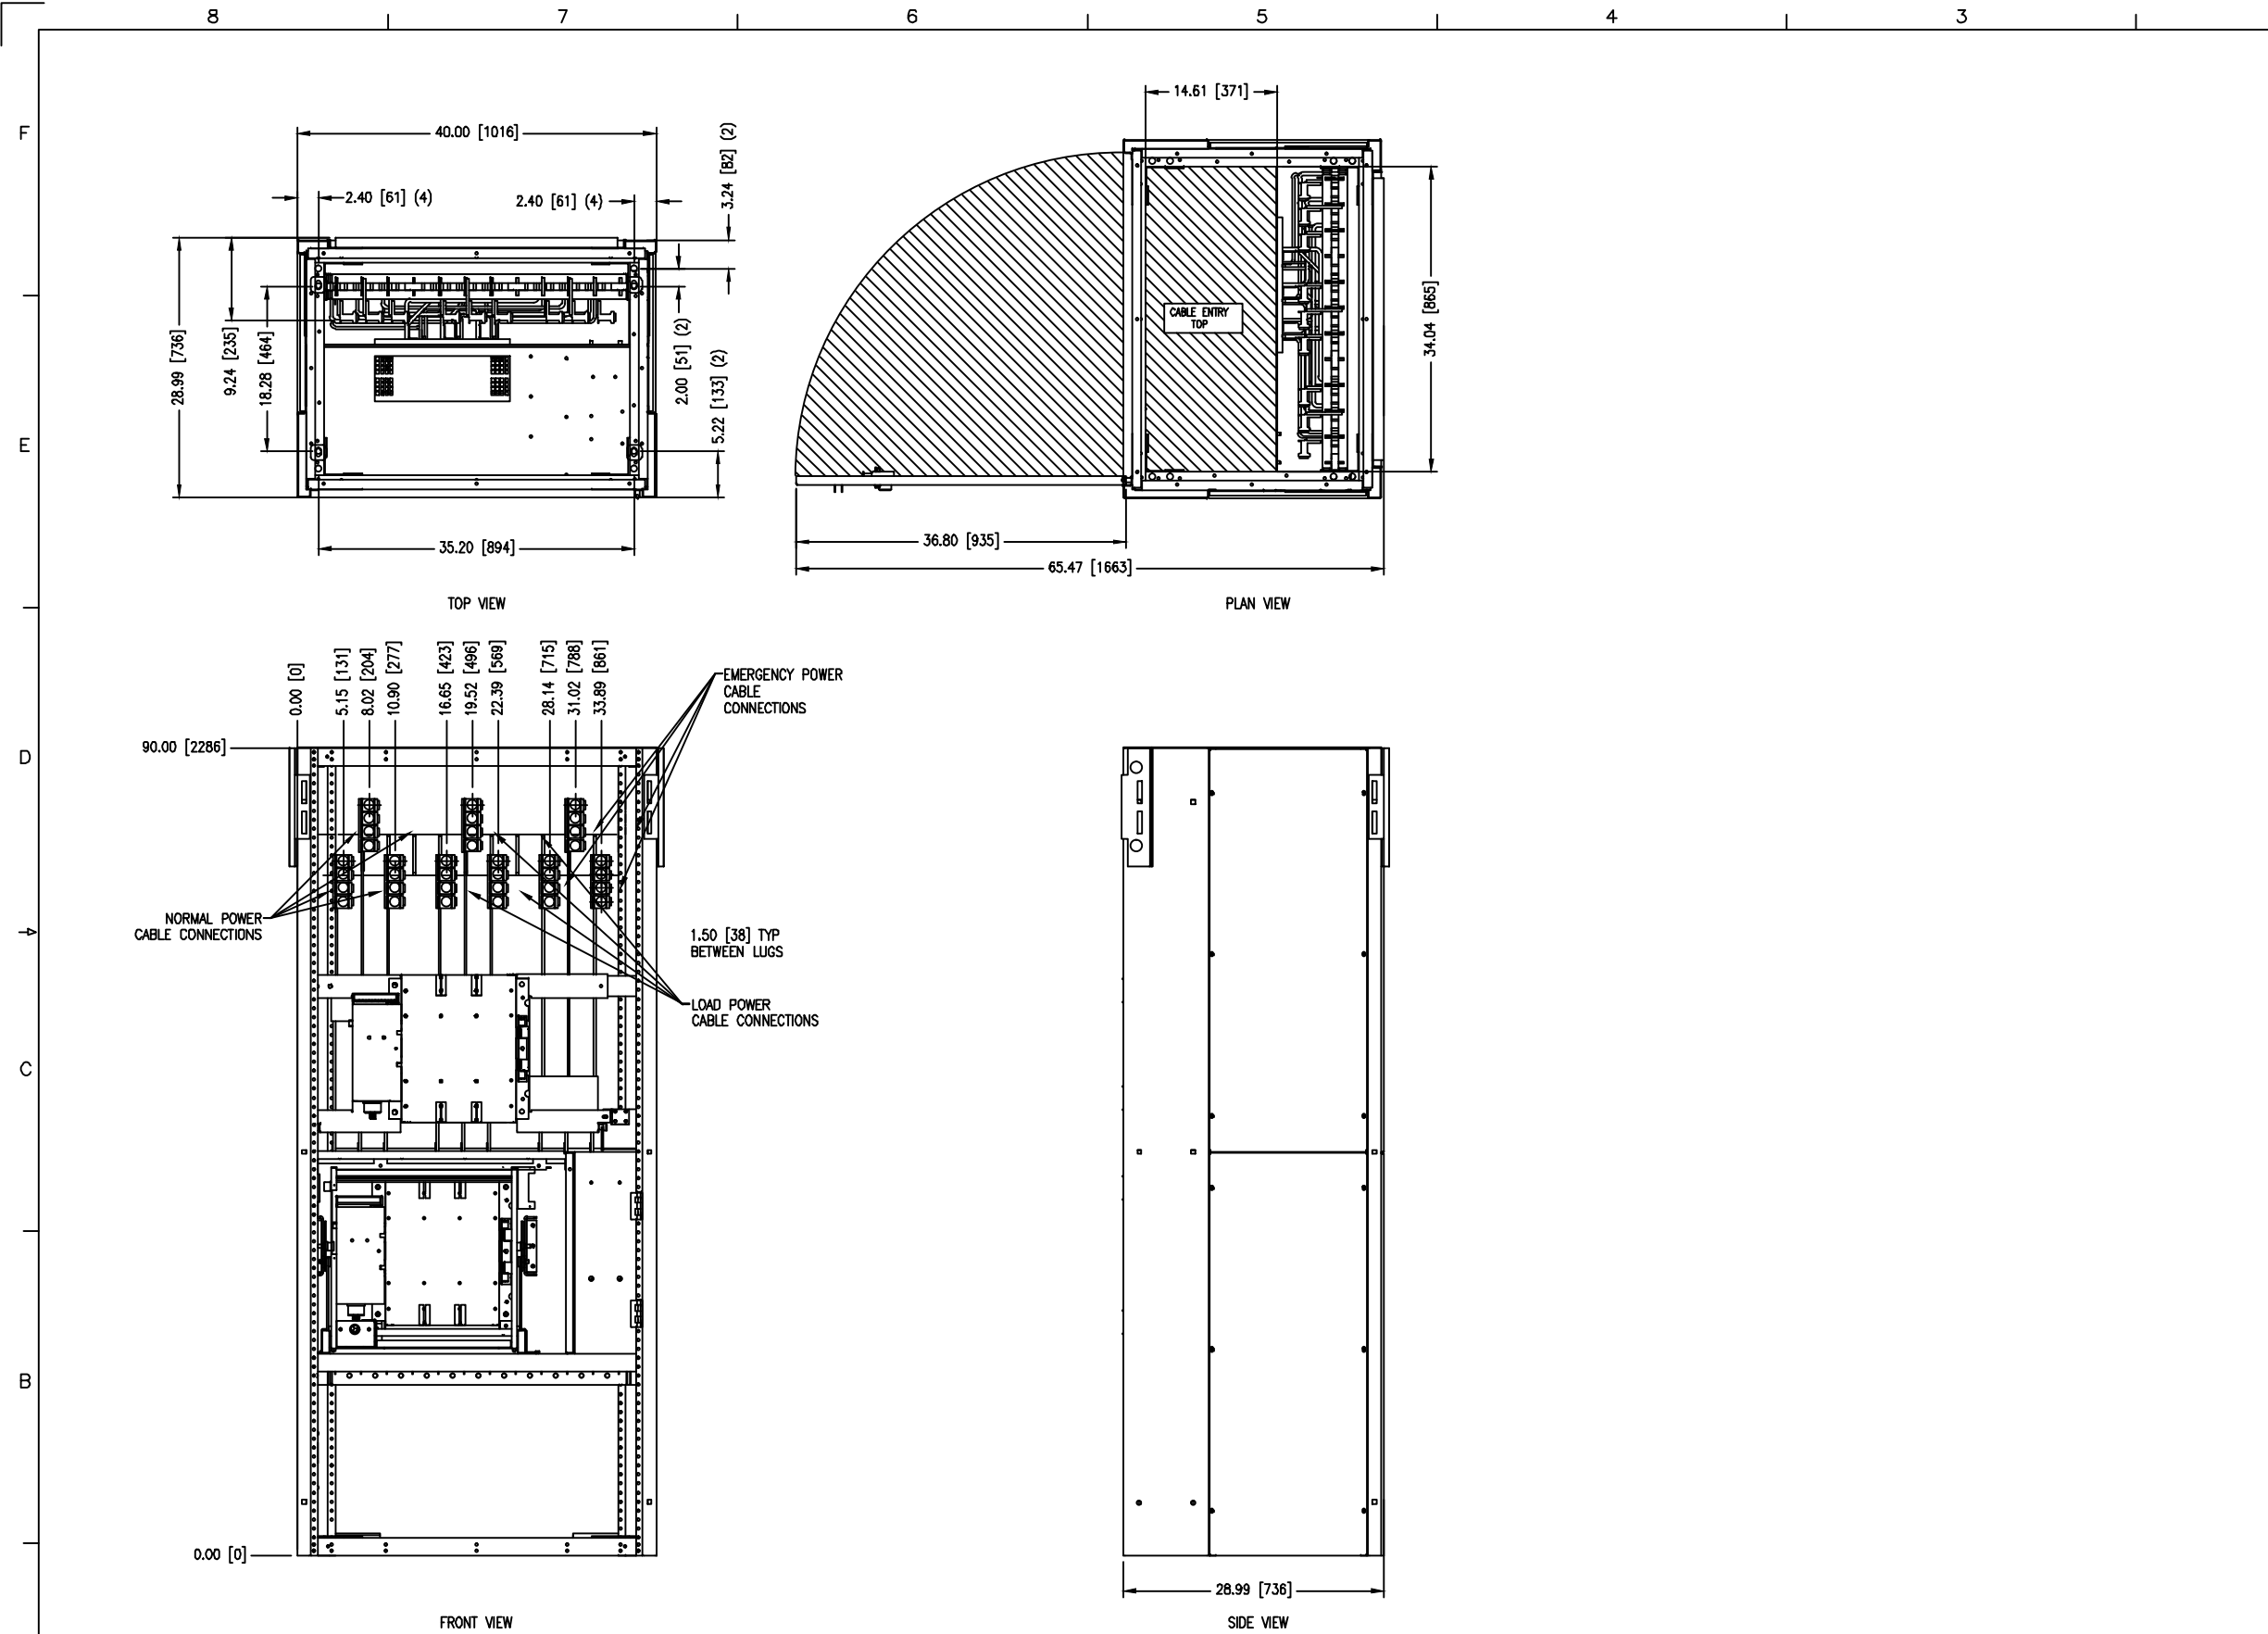 8 7 6 5 4 3
F
E
D
C
B
40.00 [1016]
2.40 [61] (4)
2.40 [61] (4)
3.24 [82] (2)
28.99 [736]
9.24 [235]
18.28 [464]
2.00 [51] (2)
5.22 [133] (2)
35.20 [894]
TOP VIEW
14.61 [371]
CABLE ENTRY
TOP
34.04 [865]
36.80 [935]
65.47 [1663]
PLAN VIEW
0.00 [0]
5.15 [131]
8.02 [204]
10.90 [277]
16.65 [423]
19.52 [496]
22.39 [569]
28.14 [715]
31.02 [788]
33.89 [861]
EMERGENCY POWER
CABLE
CONNECTIONS
90.00 [2286]
NORMAL POWER
CABLE CONNECTIONS
1.50 [38] TYP
BETWEEN LUGS
LOAD POWER
CABLE CONNECTIONS
0.00 [0]
FRONT VIEW
28.99 [736]
SIDE VIEW